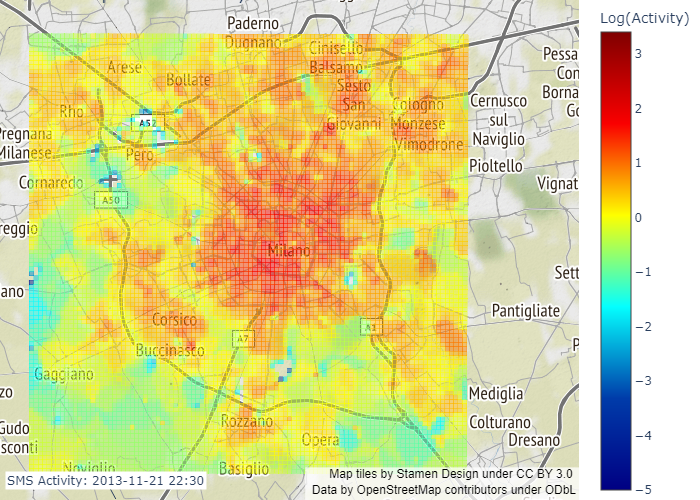 Log(Activity)
3
2
1
0
−1
−2
−3
−4
−5
Paderno
Dugnano
Cinisello
Balsamo
Arese
Bollate
Sesto
San
Giovanni
Rho
A52
Cologno
Monzese
Cernusco
sul
Naviglio
Pessa
Con
Borna
Go
Pregnana
Milanese
Pero
Vimodrone
Pioltello
Cornaredo
A50
Vignat
reggio
Milano
Sett
ano
Pantigliate
Corsico
A7
A1
Buccinasco
P
Gaggiano
zo
Mediglia
Rozzano
Colturano
Gudo
sconti
Opera
Dresano
Noviglio
Basiglio
SMS Activity: 2013-11-21 22:30
Map tiles by Stamen Design under CC BY 3.0
Data by OpenStreetMap contributors under ODbL